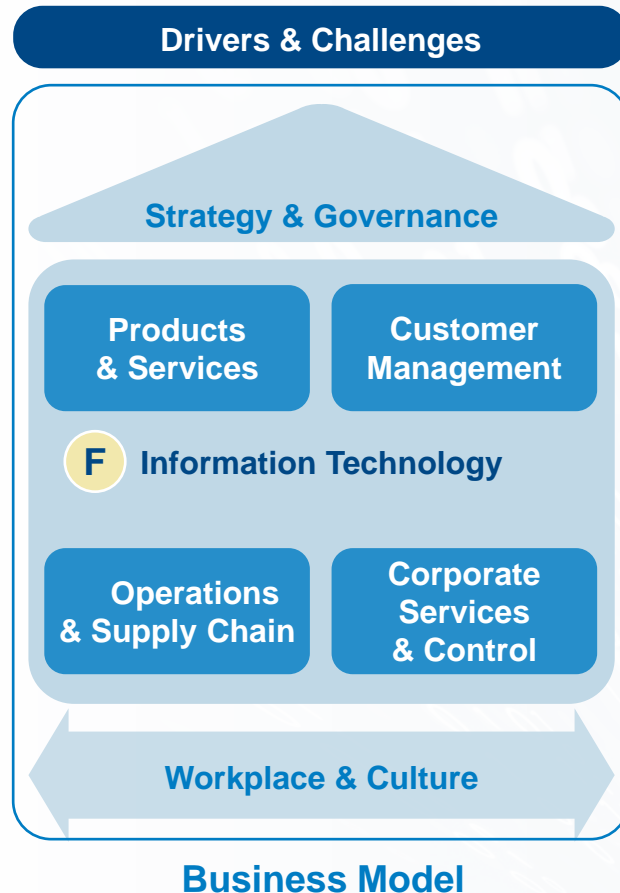 Drivers & Challenges
Strategy & Governance
Products
& Services
Customer
Management
F Information Technology
Operations
& Supply Chain
Corporate
Services
& Control
Workplace & Culture
Business Model